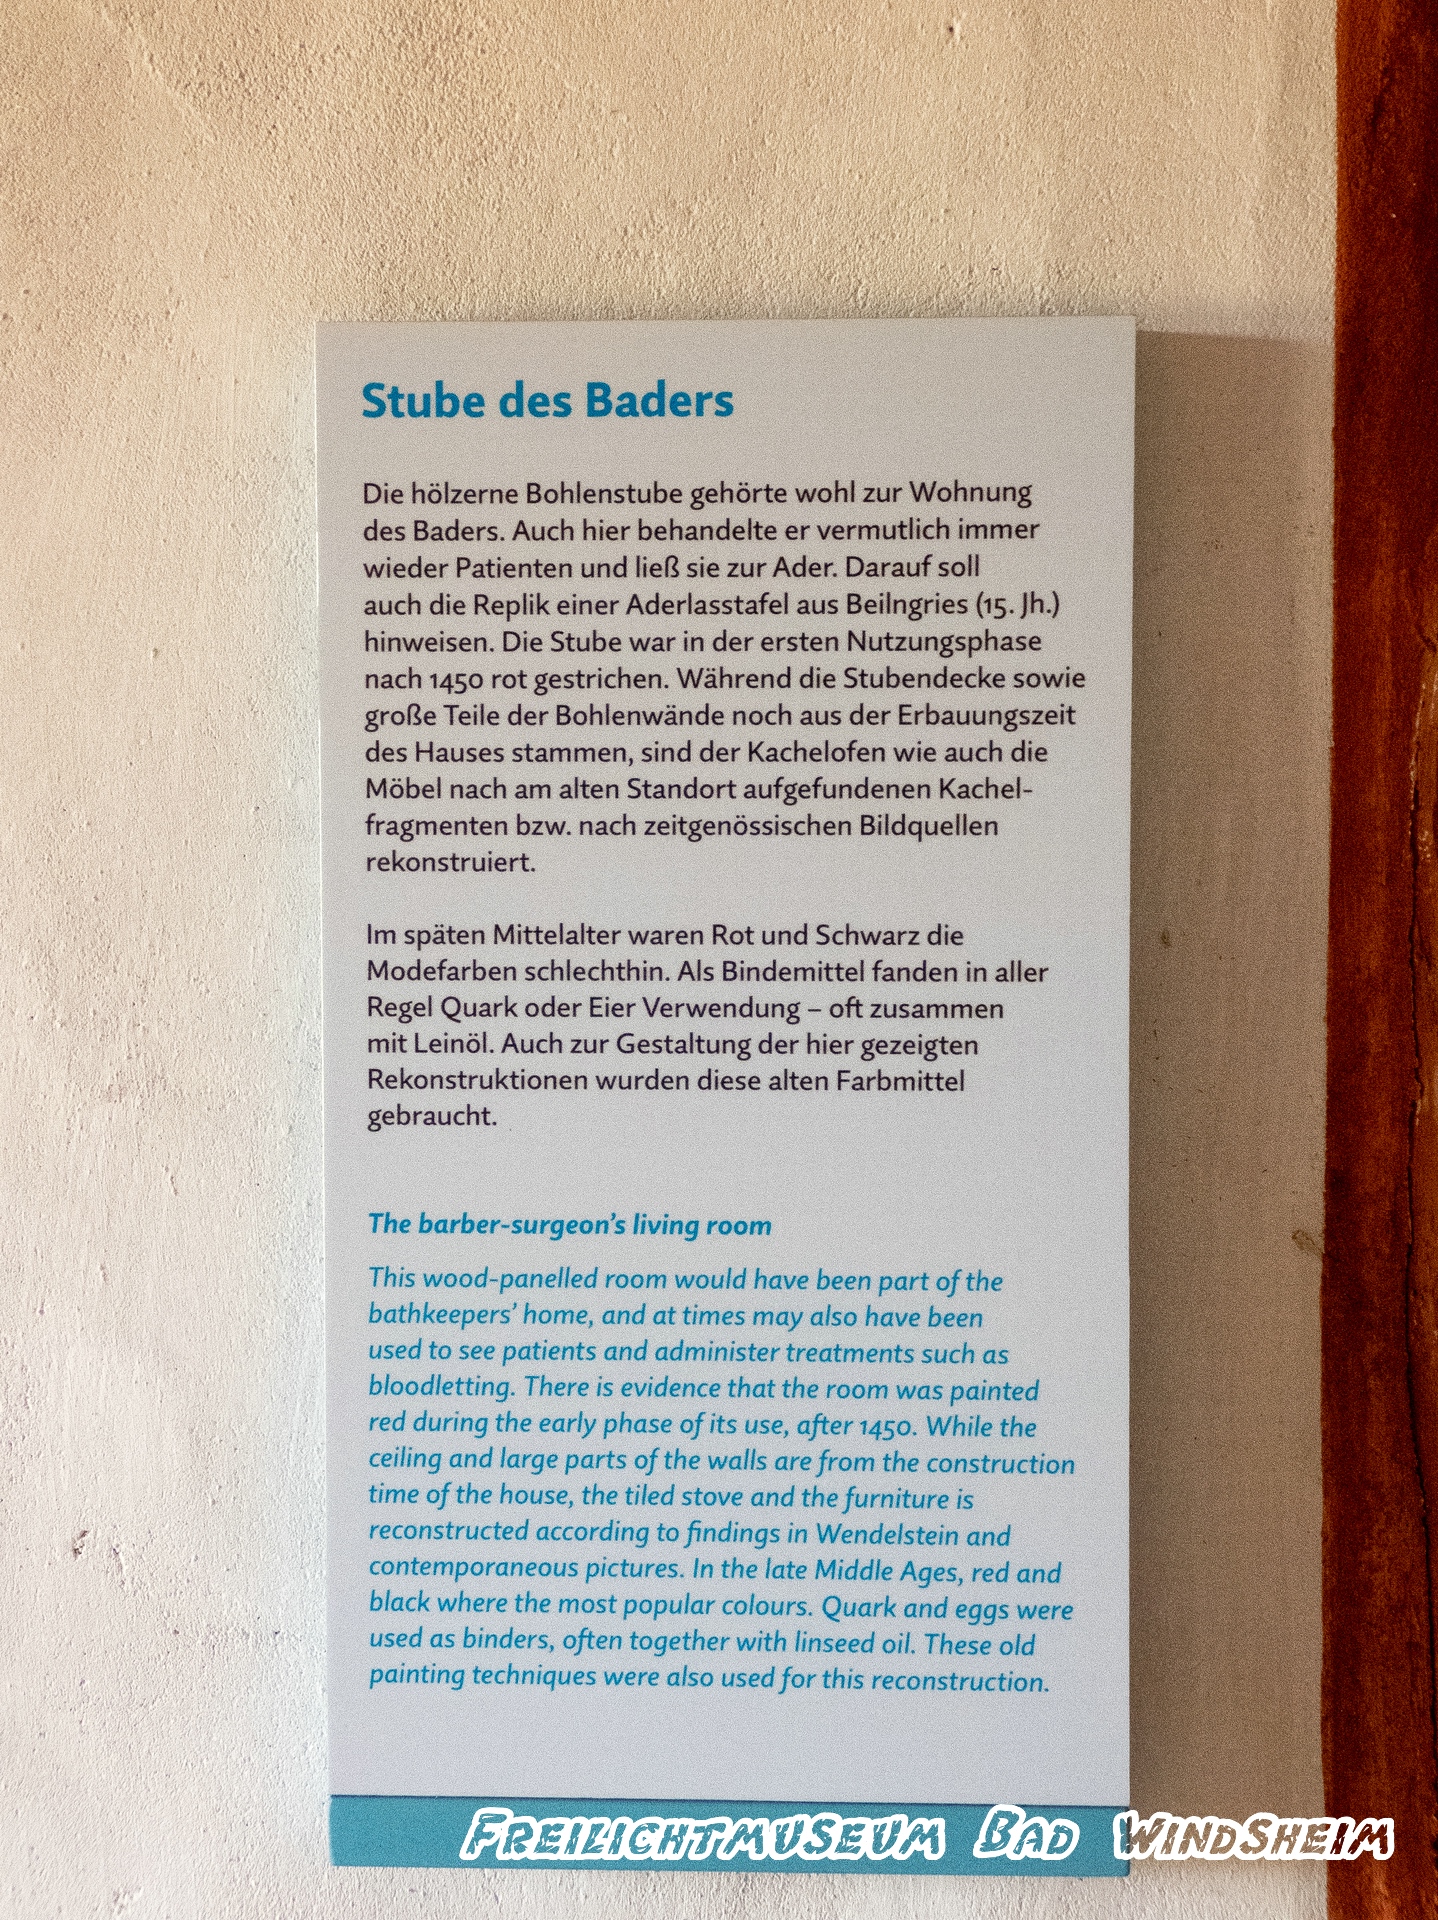 Stube des Baders
Die hölzerne Bohlenstube gehörte wohl zur Wohnung
des Baders. Auch hier behandelte er vermutlich immer
wieder Patienten und ließ sie zur Ader. Darauf soll
auch die Replik einer Aderlasstafel aus Beilngries (15. Jh.)
hinweisen. Die Stube war in der ersten Nutzungsphase
nach 1450 rot gestrichen. Während die Stubendecke sowie
große Teile der Bohlenwände noch aus der Erbauungszeit
des Hauses stammen, sind der Kachelofen wie auch die
Möbel nach am alten Standort aufgefundenen Kachel-
fragmenten bzw. nach zeitgenössischen Bildquellen
rekonstruiert.
Im späten Mittelalter waren Rot und Schwarz die
Modefarben schlechthin. Als Bindemittel fanden in aller
Regel Quark oder Eier Verwendung – oft zusammen
mit Leinöl. Auch zur Gestaltung der hier gezeigten
Rekonstruktionen wurden diese alten Farbmittel
gebraucht.
The barber-surgeon's living room
This wood-panelled room would have been part of the
bathkeepers' home, and at times may also have been
used to see patients and administer treatments such as
bloodletting. There is evidence that the room was painted
red during the early phase of its use, after 1450. While the
ceiling and large parts of the walls are from the construction
time of the house, the tiled stove and the furniture is
reconstructed according to findings in Wendelstein and
contemporaneous pictures. In the late Middle Ages, red and
black where the most popular colours. Quark and eggs were
used as binders, often together with linseed oil. These old
painting techniques were also used for this reconstruction.
Freilichtmuseum Bad Windsheim